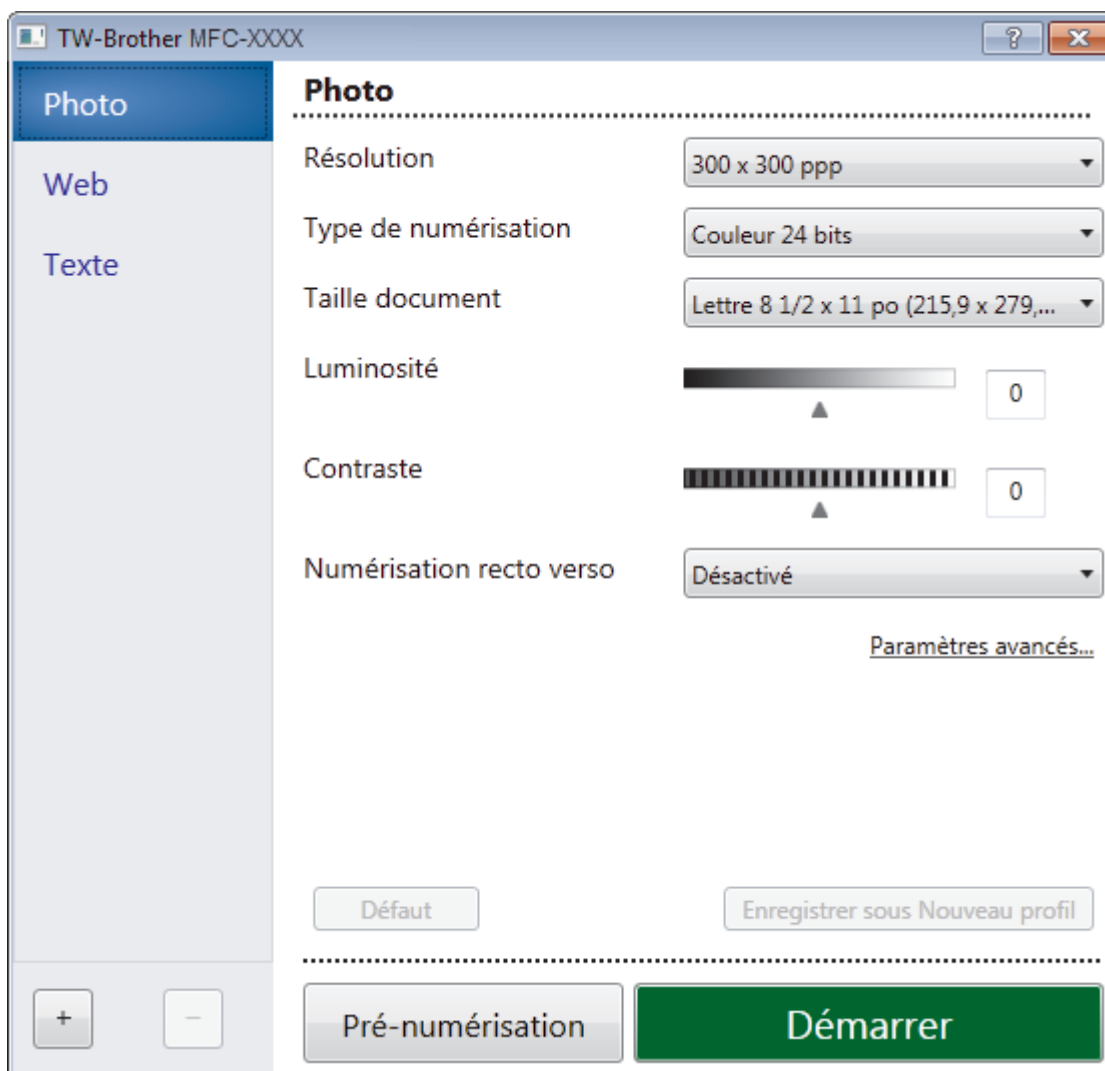 TW-Brother MFC-XXXX
?
Photo
Web
Texte
+
−
Photo
Résolution
300 x 300 ppp
Type de numérisation
Couleur 24 bits
Taille document
Lettre 8 1/2 x 11 po (215,9 x 279,...
Luminosité
0
Contraste
0
Numérisation recto verso
Désactivé
Paramètres avancés...
Défaut
Enregistrer sous Nouveau profil
Pré-numérisation
Démarrer